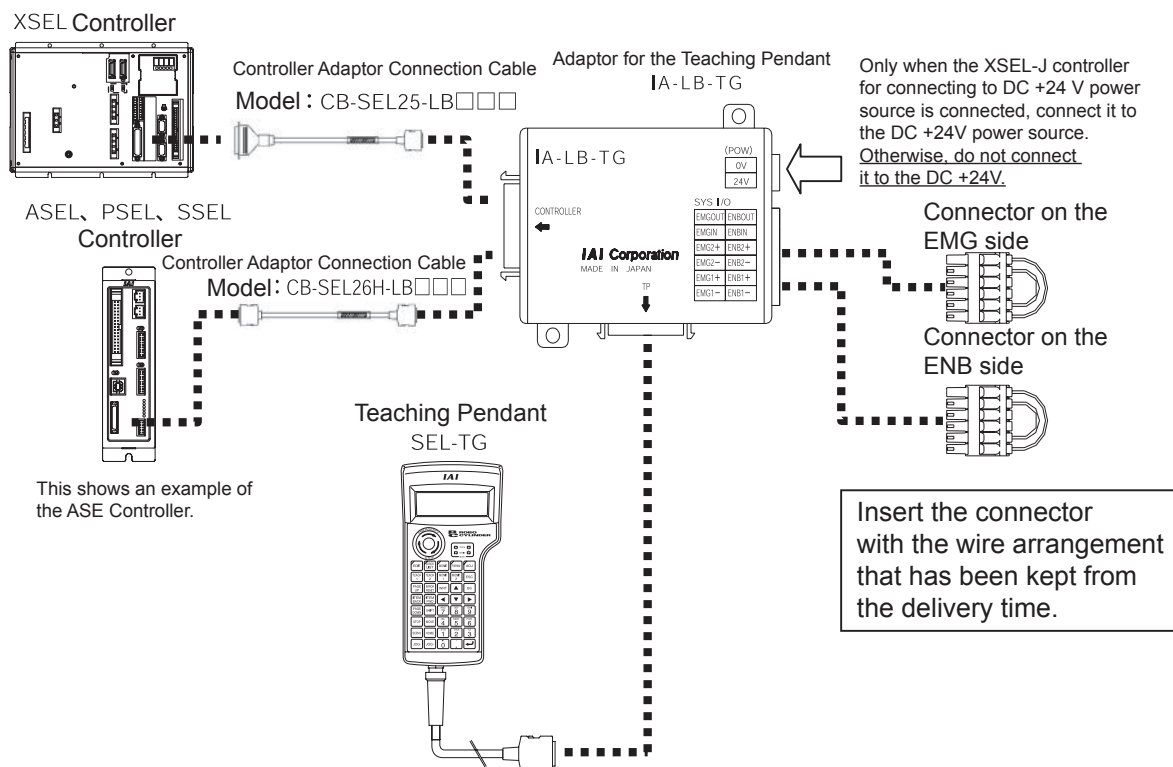 XSEL Controller
Controller Adaptor Connection Cable
Model：CB-SEL25-LB□□□
Adaptor for the Teaching Pendant
IA-LB-TG
Only when the XSEL-J controller
for connecting to DC +24 V power
source is connected, connect it to
the DC +24V power source.
Otherwise, do not connect
it to the DC +24V.
IA-LB-TG
(POW)
0V
24V
CONTROLLER
SYS I/O
EMGOUT ENBOUT
EMGIN ENBIN
EMG2+ ENB2+
EMG2- ENB2-
EMG1+ ENB1+
EMG1- ENB1-
IAI Corporation
MADE IN JAPAN
TP
ASEL、PSEL、SSEL
Controller
Controller Adaptor Connection Cable
Model：CB-SEL26H-LB□□□
IAI
This shows an example of
the ASE Controller.
Connector on the
EMG side
Connector on the
ENB side
Teaching Pendant
SEL-TG
IAI
ROBO
CYLINDER
Insert the connector
with the wire arrangement
that has been kept from
the delivery time.